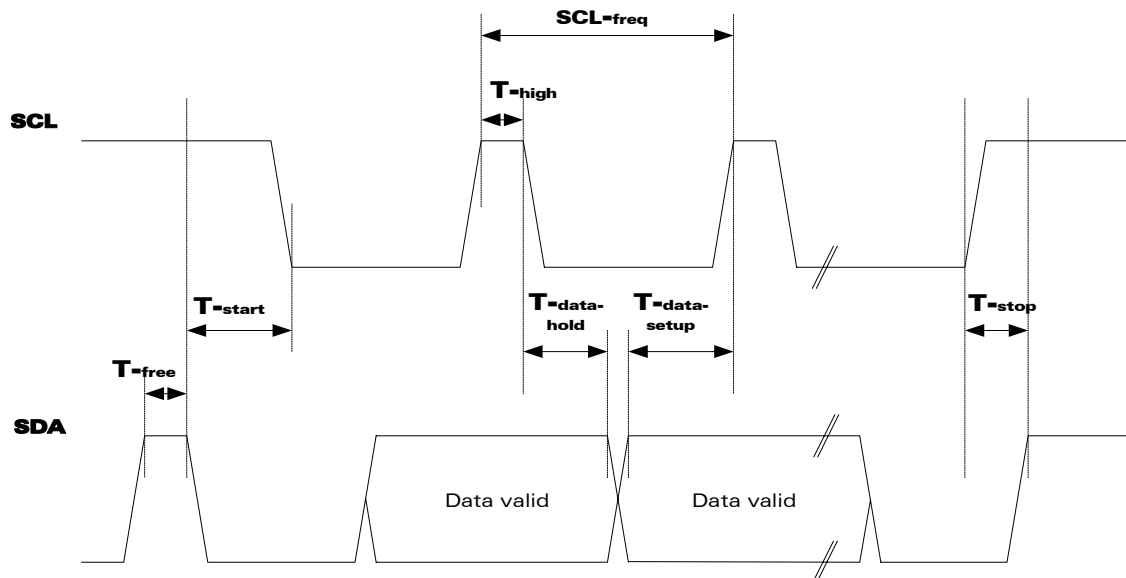 SCL-freq
T-high
SCL
T-start
T-data-
hold
T-data-
setup
T-stop
T-free
SDA
Data valid
Data valid